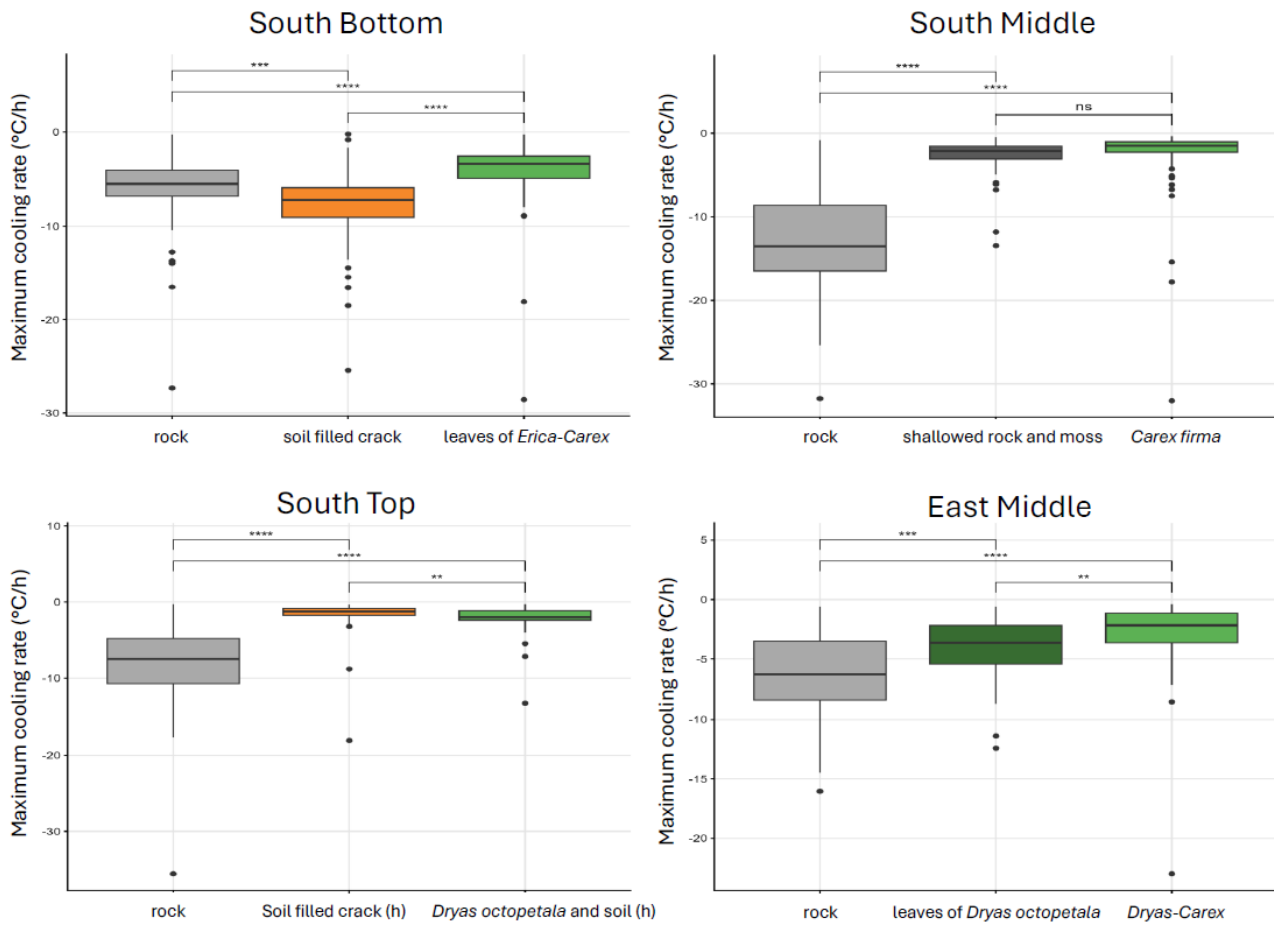 South Bottom
Maximum cooling rate (°C/h)
0
-10
-20
-30
***
****
****
rock
soil filled crack
leaves of Erica-Carex
South Middle
Maximum cooling rate (°C/h)
0
-10
-20
-30
****
****
ns
rock
shallowed rock and moss
Carex firma
South Top
Maximum cooling rate (°C/h)
10
0
-10
-20
-30
****
****
**
rock
Soil filled crack (h)
Dryas octopetala and soil (h)
East Middle
Maximum cooling rate (°C/h)
5
0
-5
-10
-15
-20
***
****
**
rock
leaves of Dryas octopetala
Dryas-Carex